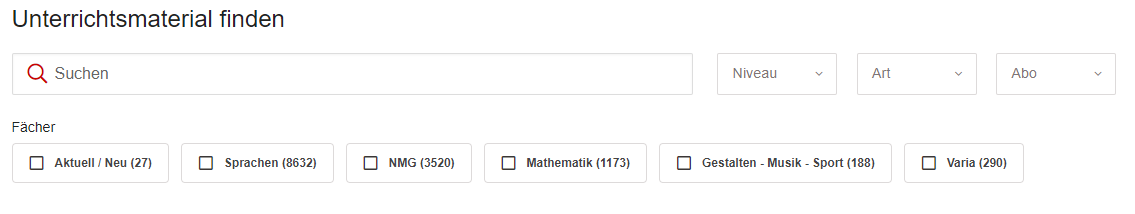 Unterrichtsmaterial finden
Suchen
Niveau
Art
Abo
Fächer
Aktuell / Neu (27)
Sprachen (8632)
NMG (3520)
Mathematik (1173)
Gestalten - Musik - Sport (188)
Varia (290)